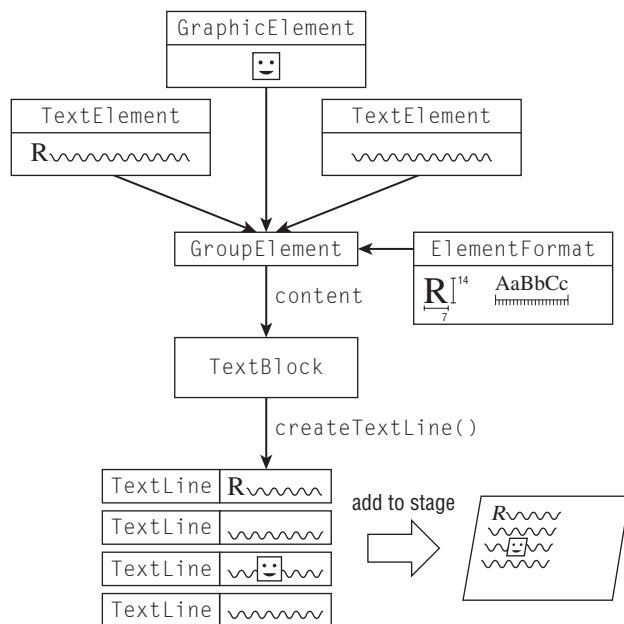 GraphicElement
TextElement
TextElement
R
GroupElement
ElementFormat
R 14
7
AaBbCc
content
TextBlock
createTextLine()
TextLine R
TextLine
TextLine
TextLine
add to stage
R